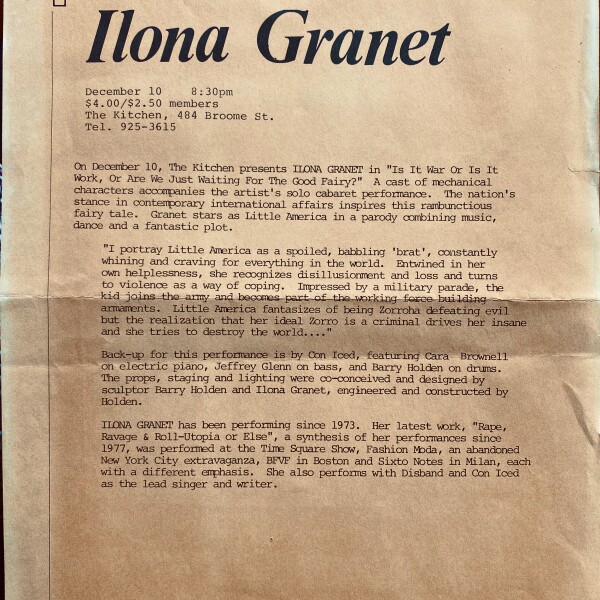 Ilona Granet
December 10    8:30pm
$4.00/$2.50 members
The Kitchen, 484 Broome St.
Tel. 925-3615
On December 10, The Kitchen presents ILONA GRANET in "Is It War Or Is It
Work, Or Are We Just Waiting For The Good Fairy?"  A cast of mechanical
characters accompanies the artist's solo cabaret performance.  The nation's
stance in contemporary international affairs inspires this rambunctious
fairy tale.  Granet stars as Little America in a parody combining music,
dance and a fantastic plot.
"I portray Little America as a spoiled, babbling 'brat', constantly
whining and craving for everything in the world.  Entwined in her
own helplessness, she recognizes disillusionment and loss and turns
to violence as a way of coping.  Impressed by a military parade, the
kid joins the army and becomes part of the working force building
armaments.  Little America fantasizes of being Zorroha defeating evil
but the realization that her ideal Zorro is a criminal drives her insane
and she tries to destroy the world...."
Back-up for this performance is by Con Iced, featuring Cara  Brownell
on electric piano, Jeffrey Glenn on bass, and Barry Holden on drums.
The props, staging and lighting were co-conceived and designed by
sculptor Barry Holden and Ilona Granet, engineered and constructed by
Holden.
ILONA GRANET has been performing since 1973.  Her latest work, "Rape,
Ravage & Roll-Utopia or Else", a synthesis of her performances since
1977, was performed at the Time Square Show, Fashion Moda, an abandoned
New York City extravaganza, BFVF in Boston and Sixto Notes in Milan, each
with a different emphasis.  She also performs with Disband and Con Iced
as the lead singer and writer.